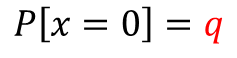 P[x = 0] = q